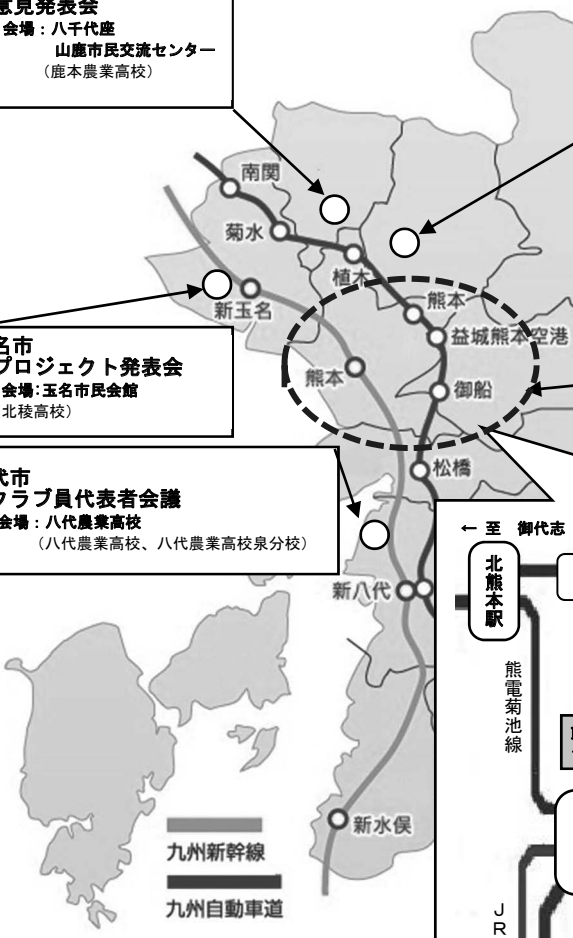 意見発表会
会場：八千代座
山鹿市民交流センター
（鹿本農業高校）
南関
菊水
植木
熊本
新玉名
益城熊本空港
名市
プロジェクト発表会
会場：玉名市民会館
北稜高校）
熊本
御船
代市
クラブ員代表者会議
会場：八代農業高校
（八代農業高校、八代農業高校泉分校）
松橋
新八代
← 至 御代志
北熊本駅
熊電菊池線
新水俣
九州新幹線
九州自動車道
JR